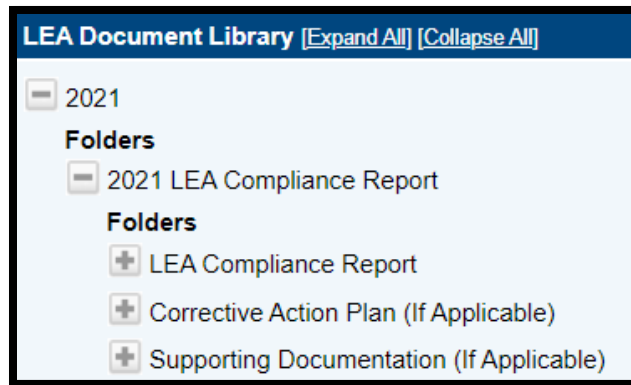 LEA Document Library [Expand All] [Collapse All]
2021
Folders
2021 LEA Compliance Report
Folders
LEA Compliance Report
Corrective Action Plan (If Applicable)
Supporting Documentation (If Applicable)